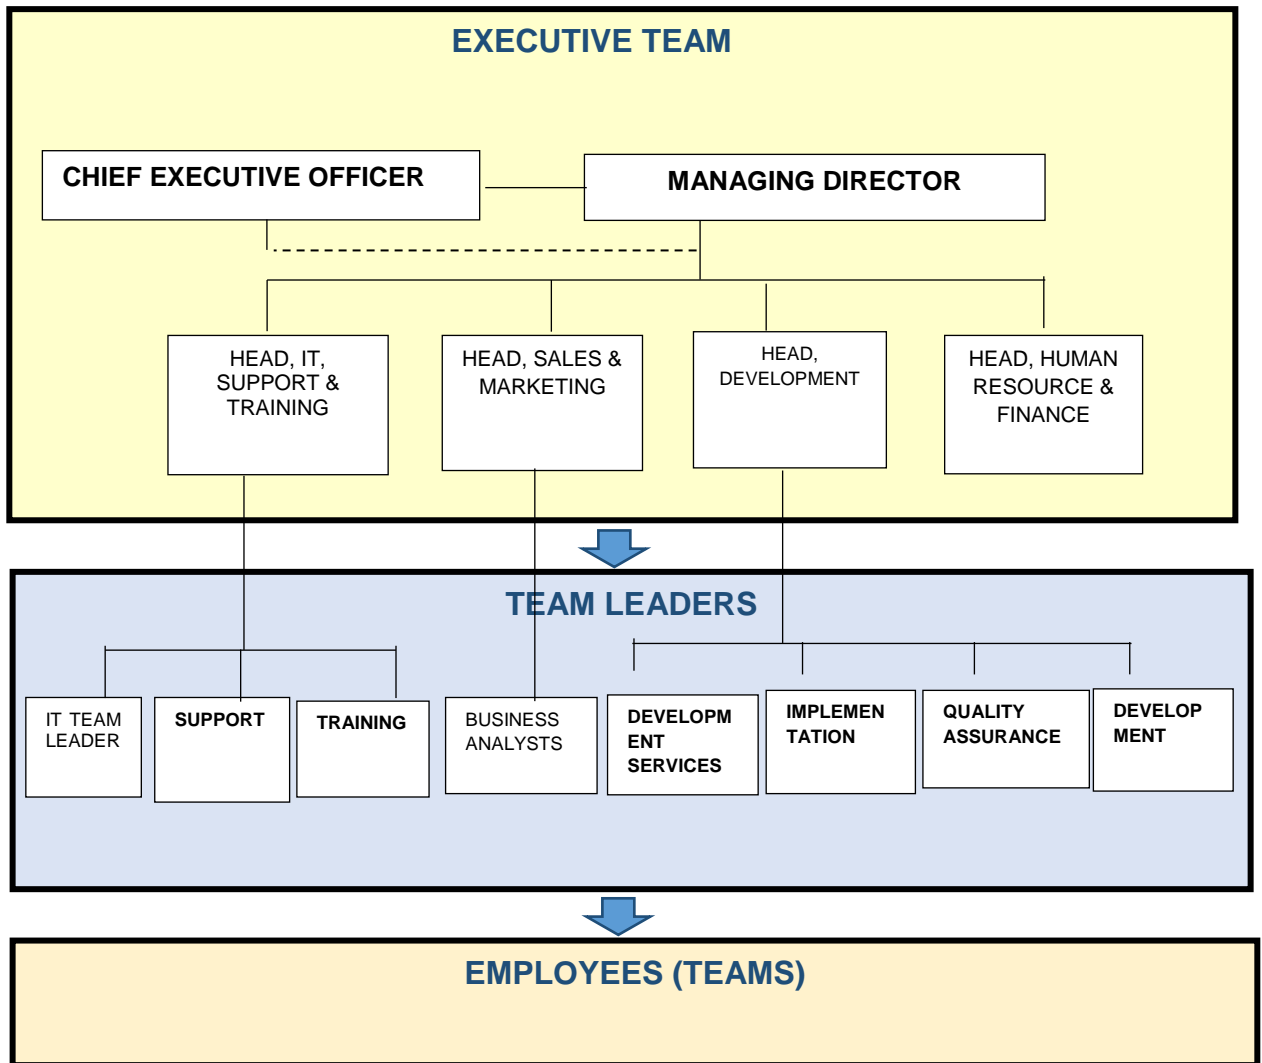 EXECUTIVE TEAM
CHIEF EXECUTIVE OFFICER
MANAGING DIRECTOR
HEAD, IT,
SUPPORT &
TRAINING
HEAD, SALES &
MARKETING
HEAD,
DEVELOPMENT
HEAD, HUMAN
RESOURCE &
FINANCE
TEAM LEADERS
IT TEAM
LEADER
SUPPORT
TRAINING
BUSINESS
ANALYSTS
DEVELOPM
ENT
SERVICES
IMPLEMEN
TATION
QUALITY
ASSURANCE
DEVELOP
MENT
EMPLOYEES (TEAMS)